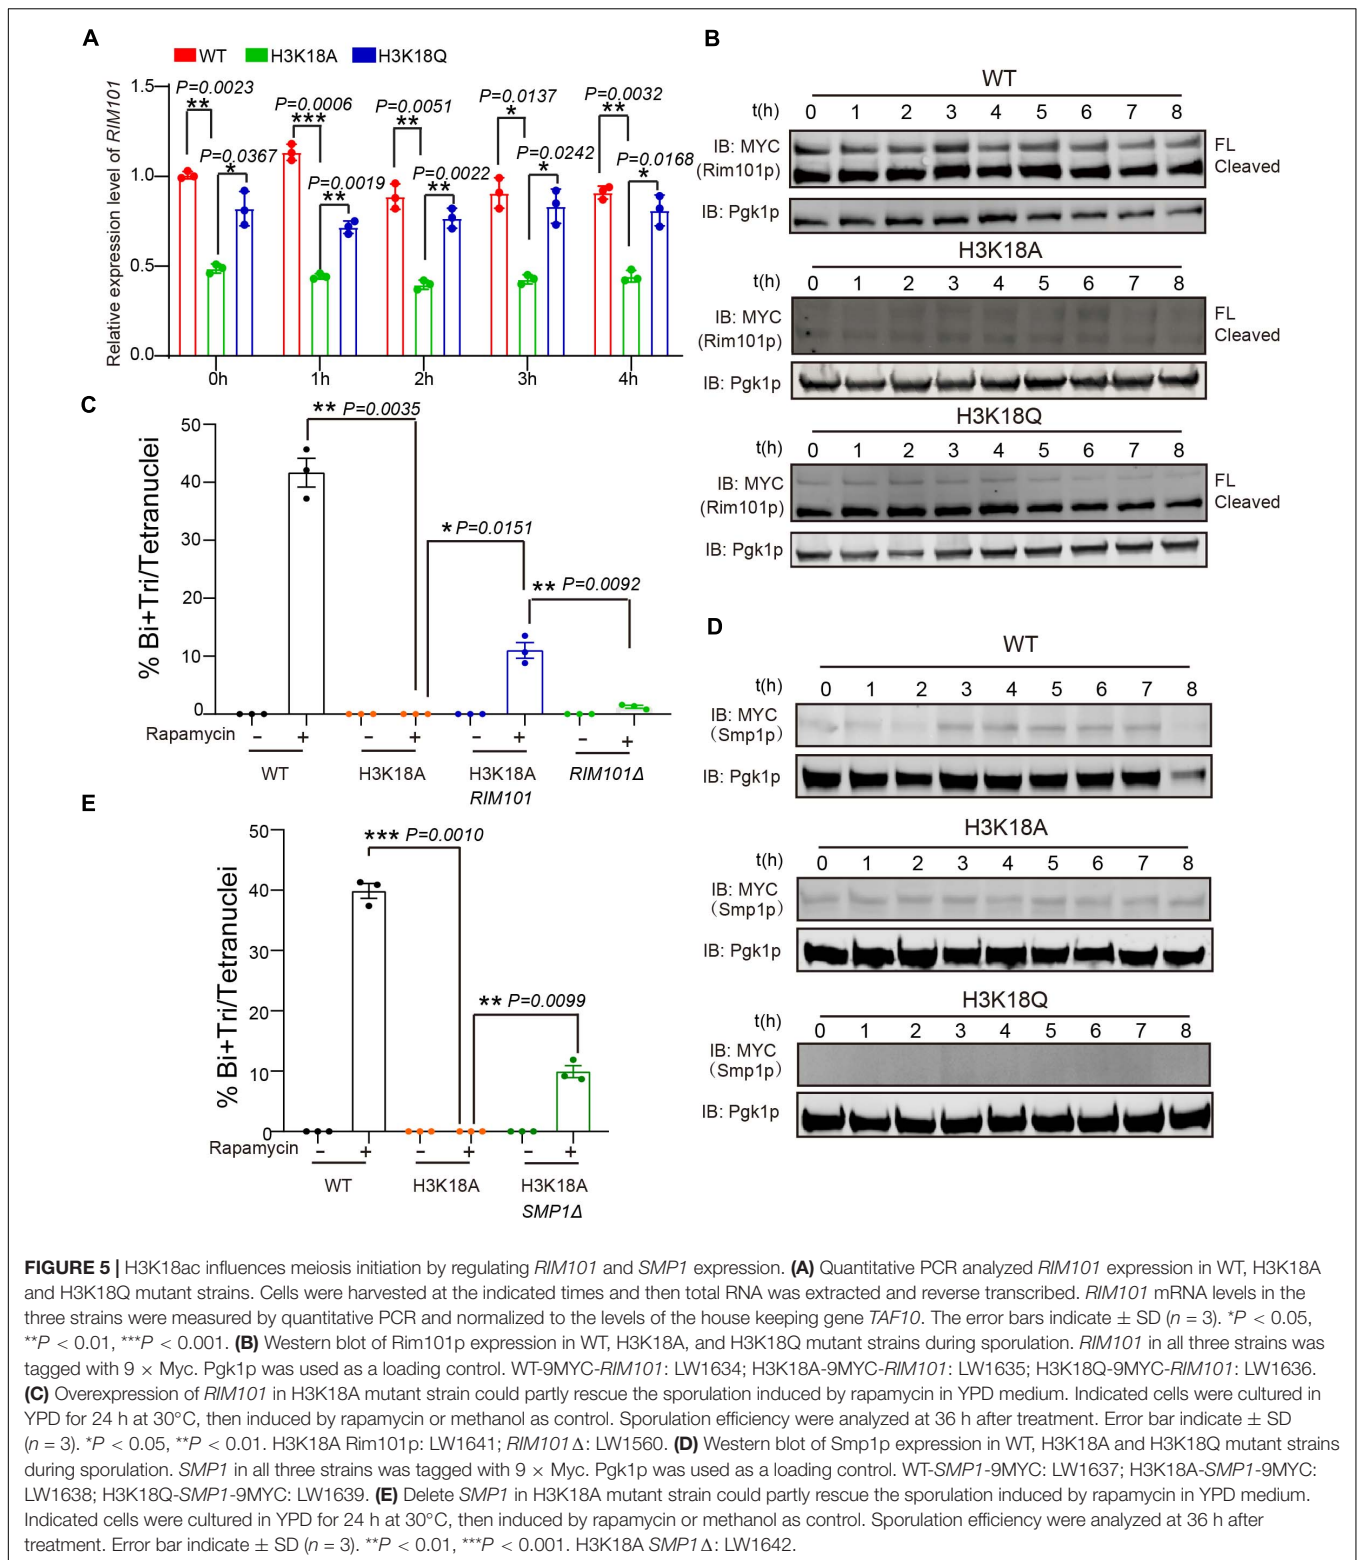 A
WT H3K18A H3K18Q
Relative expression level of RIM101
1.5
1.0
0.5
0.0
P=0.0023
**
P=0.0367
*
P=0.0006
***
P=0.0019
**
P=0.0051
**
P=0.0022
**
P=0.0137
*
P=0.0242
*
P=0.0032
**
P=0.0168
*
0h 1h 2h 3h 4h
B
WT
t(h) 0 1 2 3 4 5 6 7 8
IB: MYC
(Rim101p)
FL
Cleaved
IB: Pgk1p
H3K18A
t(h) 0 1 2 3 4 5 6 7 8
IB: MYC
(Rim101p)
FL
Cleaved
IB: Pgk1p
H3K18Q
t(h) 0 1 2 3 4 5 6 7 8
IB: MYC
(Rim101p)
FL
Cleaved
IB: Pgk1p
C
% Bi+Tri/Tetranuclei
50
40
30
20
10
0
** P=0.0035
* P=0.0151
** P=0.0092
Rapamycin − + − + − + − +
WT H3K18A H3K18A RIM101Δ
RIM101
D
WT
t(h) 0 1 2 3 4 5 6 7 8
IB: MYC
(Smp1p)
IB: Pgk1p
H3K18A
t(h) 0 1 2 3 4 5 6 7 8
IB: MYC
(Smp1p)
IB: Pgk1p
H3K18Q
t(h) 0 1 2 3 4 5 6 7 8
IB: MYC
(Smp1p)
IB: Pgk1p
E
% Bi+Tri/Tetranuclei
50
40
30
20
10
0
*** P=0.0010
** P=0.0099
Rapamycin − + − + − +
WT H3K18A H3K18A
SMP1Δ
FIGURE 5 | H3K18ac influences meiosis initiation by regulating RIM101 and SMP1 expression. (A) Quantitative PCR analyzed RIM101 expression in WT, H3K18A
and H3K18Q mutant strains. Cells were harvested at the indicated times and then total RNA was extracted and reverse transcribed. RIM101 mRNA levels in the
three strains were measured by quantitative PCR and normalized to the levels of the house keeping gene TAF10. The error bars indicate ± SD (n = 3). *P < 0.05,
**P < 0.01, ***P < 0.001. (B) Western blot of Rim101p expression in WT, H3K18A, and H3K18Q mutant strains during sporulation. RIM101 in all three strains was
tagged with 9 × Myc. Pgk1p was used as a loading control. WT-9MYC-RIM101: LW1634; H3K18A-9MYC-RIM101: LW1635; H3K18Q-9MYC-RIM101: LW1636.
(C) Overexpression of RIM101 in H3K18A mutant strain could partly rescue the sporulation induced by rapamycin in YPD medium. Indicated cells were cultured in
YPD for 24 h at 30°C, then induced by rapamycin or methanol as control. Sporulation efficiency were analyzed at 36 h after treatment. Error bar indicate ± SD
(n = 3). *P < 0.05, **P < 0.01. H3K18A Rim101p: LW1641; RIM101Δ: LW1560. (D) Western blot of Smp1p expression in WT, H3K18A and H3K18Q mutant strains
during sporulation. SMP1 in all three strains was tagged with 9 × Myc. Pgk1p was used as a loading control. WT-SMP1-9MYC: LW1637; H3K18A-SMP1-9MYC:
LW1638; H3K18Q-SMP1-9MYC: LW1639. (E) Delete SMP1 in H3K18A mutant strain could partly rescue the sporulation induced by rapamycin in YPD medium.
Indicated cells were cultured in YPD for 24 h at 30°C, then induced by rapamycin or methanol as control. Sporulation efficiency were analyzed at 36 h after
treatment. Error bar indicate ± SD (n = 3). **P < 0.01, ***P < 0.001. H3K18A SMP1Δ: LW1642.